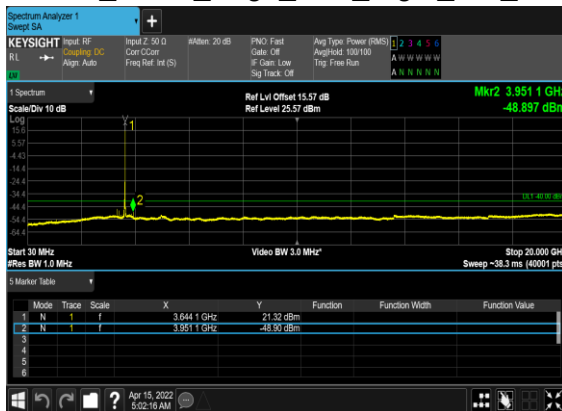 Spectrum Analyzer 1
Swept SA
KEYSIGHT Input: RF Input Z: 50 Ω #Atten: 20 dB PNO: Fast Avg Type: Power (RMS) 1 2 3 4 5 6
RL Coupling: DC Corr CCorr Gate: Off Avg|Hold: 100/100 A W W W W W
Align: Auto Freq Ref: Int (S) IF Gain: Low Trig: Free Run A N N N N N
Sig Track: Off
1 Spectrum
Ref Lvl Offset 15.57 dB Mkr2 3.951 1 GHz
Scale/Div 10 dB Ref Level 25.57 dBm -48.897 dBm
Log
1
15.6
5.57
-4.43
-14.4
-24.4
-34.4
2
DL1 -40.00 dBm
-44.4
-54.4
-64.4
Start 30 MHz Video BW 3.0 MHz* Stop 20.000 GHz
#Res BW 1.0 MHz Sweep ~38.3 ms (40001 pts)
5 Marker Table
Mode Trace Scale X Y Function Function Width Function Value
1 N 1 f 3.644 1 GHz 21.32 dBm
2 N 1 f 3.951 1 GHz -48.90 dBm
3
4
5
6
? Apr 15, 2022
5:02:16 AM